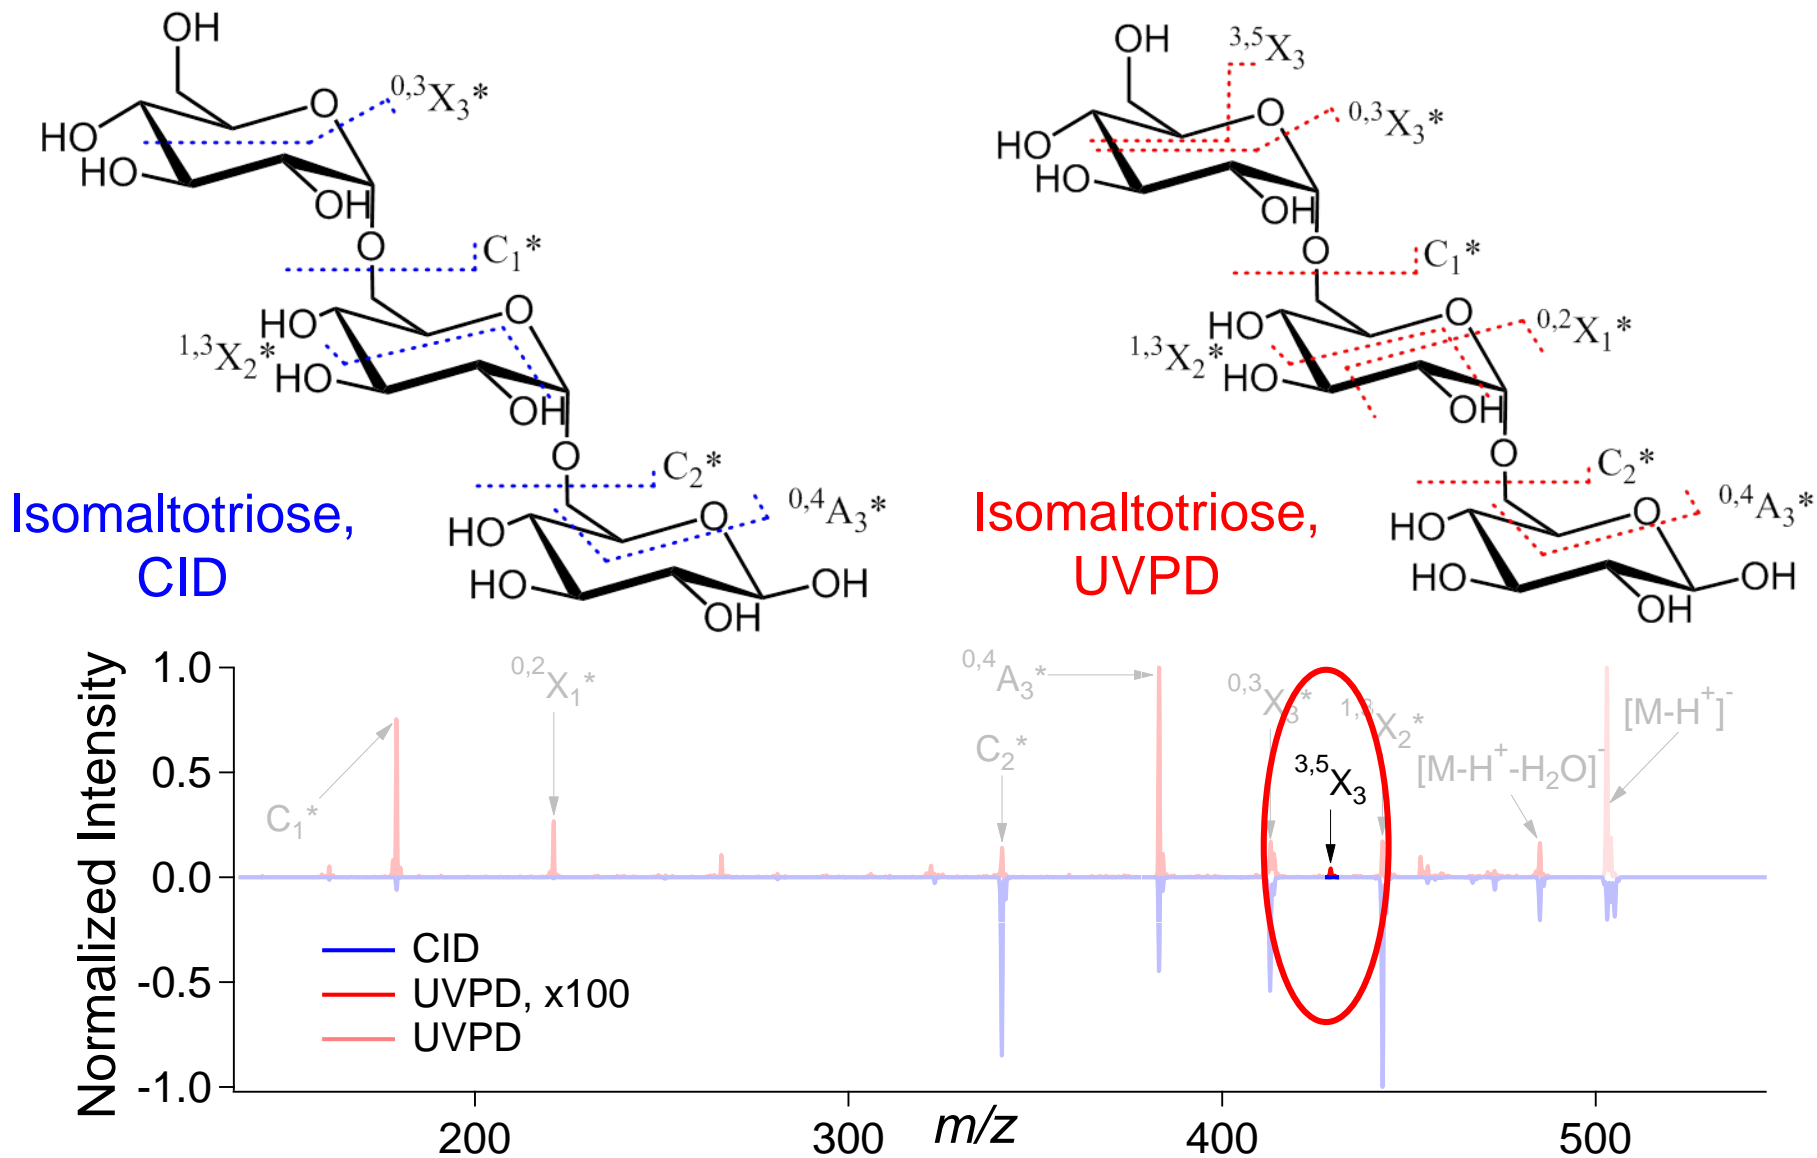 OH
O
HO
HO
OH
0,3X3*
O
C1*
HO
O
1,3X2*
HO
OH
O
C2*
HO
O
0,4A3*
HO
OH
OH
Isomaltotriose,
CID
OH
3,5X3
O
0,3X3*
HO
HO
OH
O
C1*
HO
O
0,2X1*
1,3X2*
HO
OH
O
C2*
HO
O
0,4A3*
HO
OH
OH
Isomaltotriose,
UVPD
Normalized Intensity
1.0
0.5
0.0
-0.5
-1.0
C1*
0,2X1*
0,4A3*
C2*
0,3X3*
3,5X3
1,3X2*
[M-H+-H2O]-
[M-H+]-
CID
UVPD, x100
UVPD
200
300
m/z
400
500